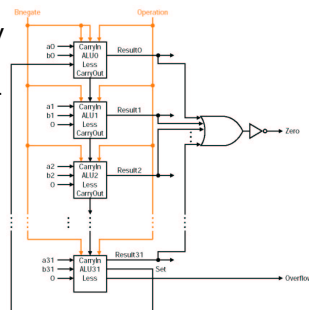 Bnegate Operation
a0 CarryIn Result0
b0 ALU0
Less
CarryOut
a1 CarryIn Result1
b1 ALU1
0 Less
CarryOut
Zero
a2 CarryIn Result2
b2 ALU2
0 Less
CarryOut
Result31
a31 CarryIn
b31 ALU31 Set
0 Less Overflo